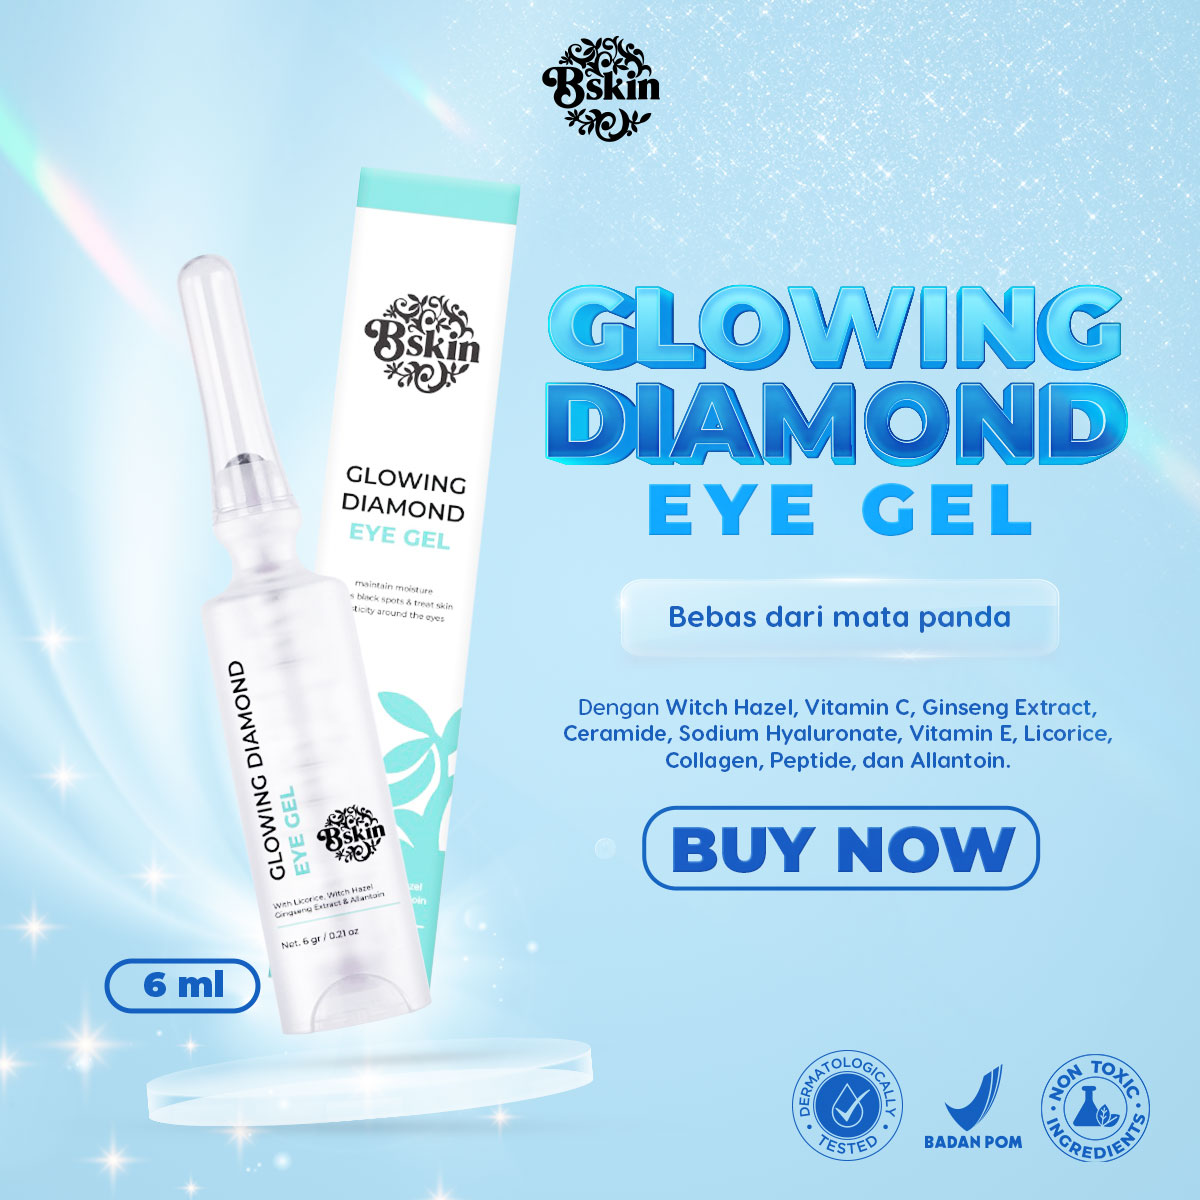 Bskin
Bskin
GLOWING
DIAMOND
EYE GEL
maintain moisture
s black spots & treat skin
sticity around the eyes
GLOWING DIAMOND
EYE GEL
Bskin
With Licorice, Witch Hazel
Gingseng Extract & Allantoin
Net. 6 gr / 0.21 oz
zel
oin
6 ml
GLOWING
DIAMOND
EYE GEL
Bebas dari mata panda
Dengan Witch Hazel, Vitamin C, Ginseng Extract,
Ceramide, Sodium Hyaluronate, Vitamin E, Licorice,
Collagen, Peptide, dan Allantoin.
BUY NOW
DERMATOLOGICALLY
TESTED
BADAN POM
NON TOXIC
INGREDIENTS